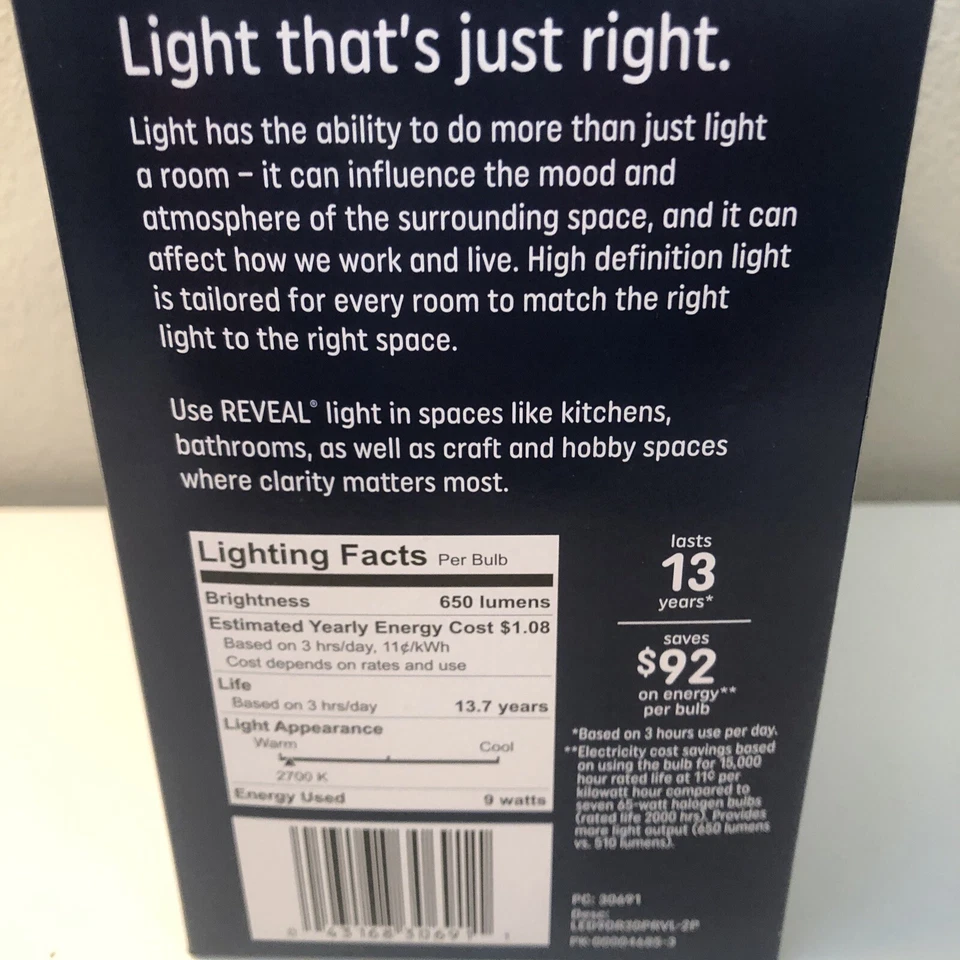 Light that's just right.
Light has the ability to do more than just light
a room – it can influence the mood and
atmosphere of the surrounding space, and it can
affect how we work and live. High definition light
is tailored for every room to match the right
light to the right space.
Use REVEAL® light in spaces like kitchens,
bathrooms, as well as craft and hobby spaces
where clarity matters most.
Lighting Facts Per Bulb
Brightness 650 lumens
Estimated Yearly Energy Cost $1.08
Based on 3 hrs/day, 11¢/kWh
Cost depends on rates and use
Life
Based on 3 hrs/day 13.7 years
Light Appearance
Warm Cool
2700 K
Energy Used 9 watts
lasts
13
years*
saves
$92
on energy**
per bulb
*Based on 3 hours use per day.
**Electricity cost savings based
on using the bulb for 15,000
hour rated life at 11¢ per
kilowatt hour compared to
seven 65-watt halogen bulbs
(rated life 2000 hrs). Provides
more light output (650 lumens
vs. 510 lumens).
0 43168 30691 1
PC: 30691
Desc:
LED9DR30PRVL-2P